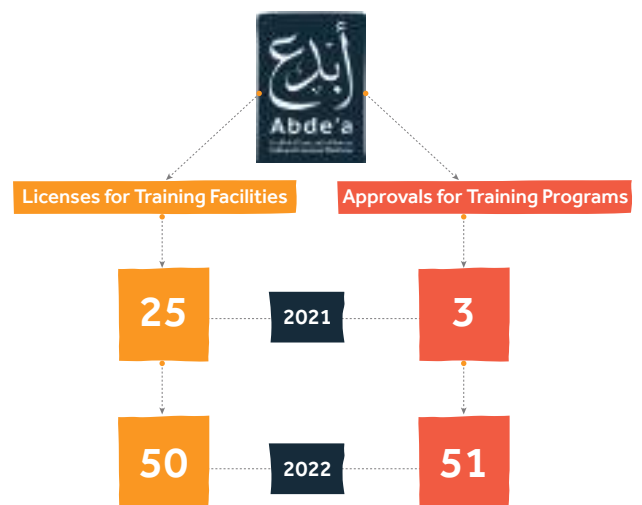 أبدع
Abde'a
Licenses for Training Facilities
Approvals for Training Programs
25
2021
3
50
2022
51